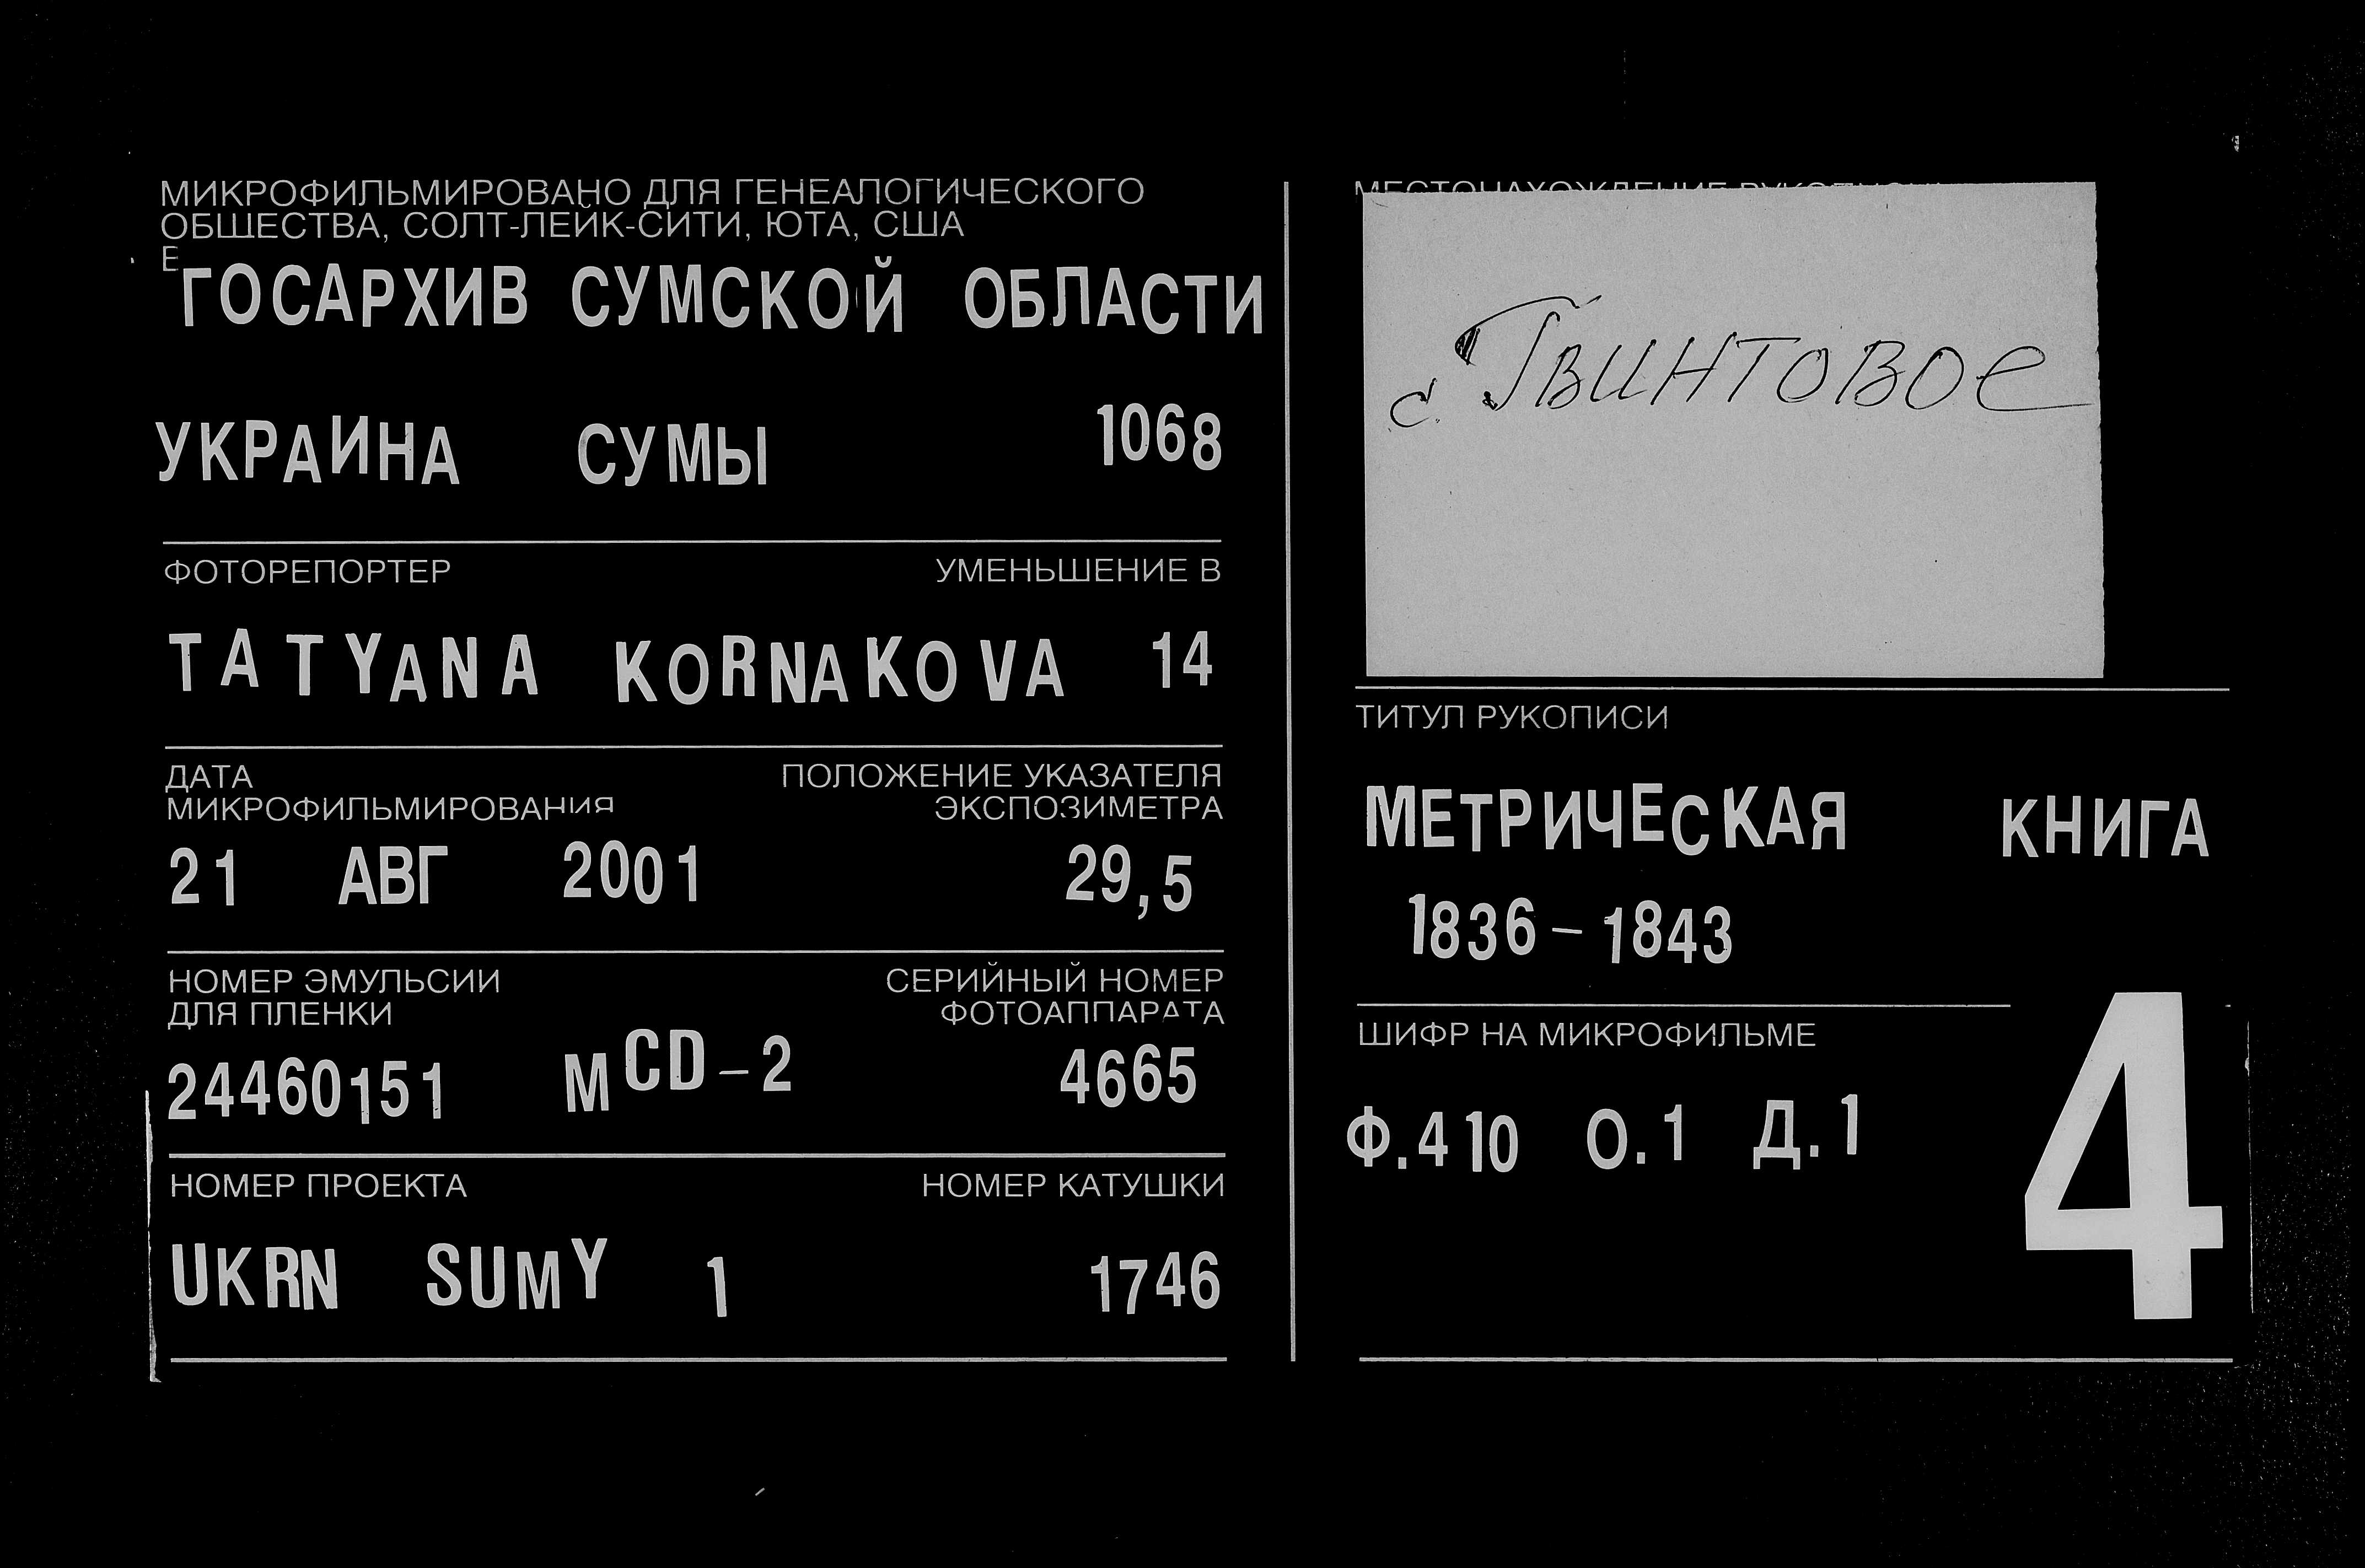 МИКРОФИЛЬМИРОВАНО ДЛЯ ГЕНЕАЛОГИЧЕСКОГО
ОБЩЕСТВА, СОЛТ-ЛЕЙК-СИТИ, ЮТА, США
Е
ГОСАРХИВ СУМСКОЙ ОБЛАСТИ
УКРАИНА СУМЫ 1068
ФОТОРЕПОРТЕР УМЕНЬШЕНИЕ В
TATYANA KORNAKOVA 14
ДАТА ПОЛОЖЕНИЕ УКАЗАТЕЛЯ
МИКРОФИЛЬМИРОВАНИЯ ЭКСПОЗИМЕТРА
21 АВГ 2001 29,5
НОМЕР ЭМУЛЬСИИ СЕРИЙНЫЙ НОМЕР
ДЛЯ ПЛЕНКИ ФОТОАППАРАТА
24460151 MCD-2 4665
НОМЕР ПРОЕКТА НОМЕР КАТУШКИ
UKRN SUMY 1 1746
МЕСТОНАХОЖДЕНИЕ РУКОПИСИ
с. Гвинтовое
ТИТУЛ РУКОПИСИ
МЕТРИЧЕСКАЯ КНИГА
1836-1843
ШИФР НА МИКРОФИЛЬМЕ
Ф.410 О.1 Д.1
4